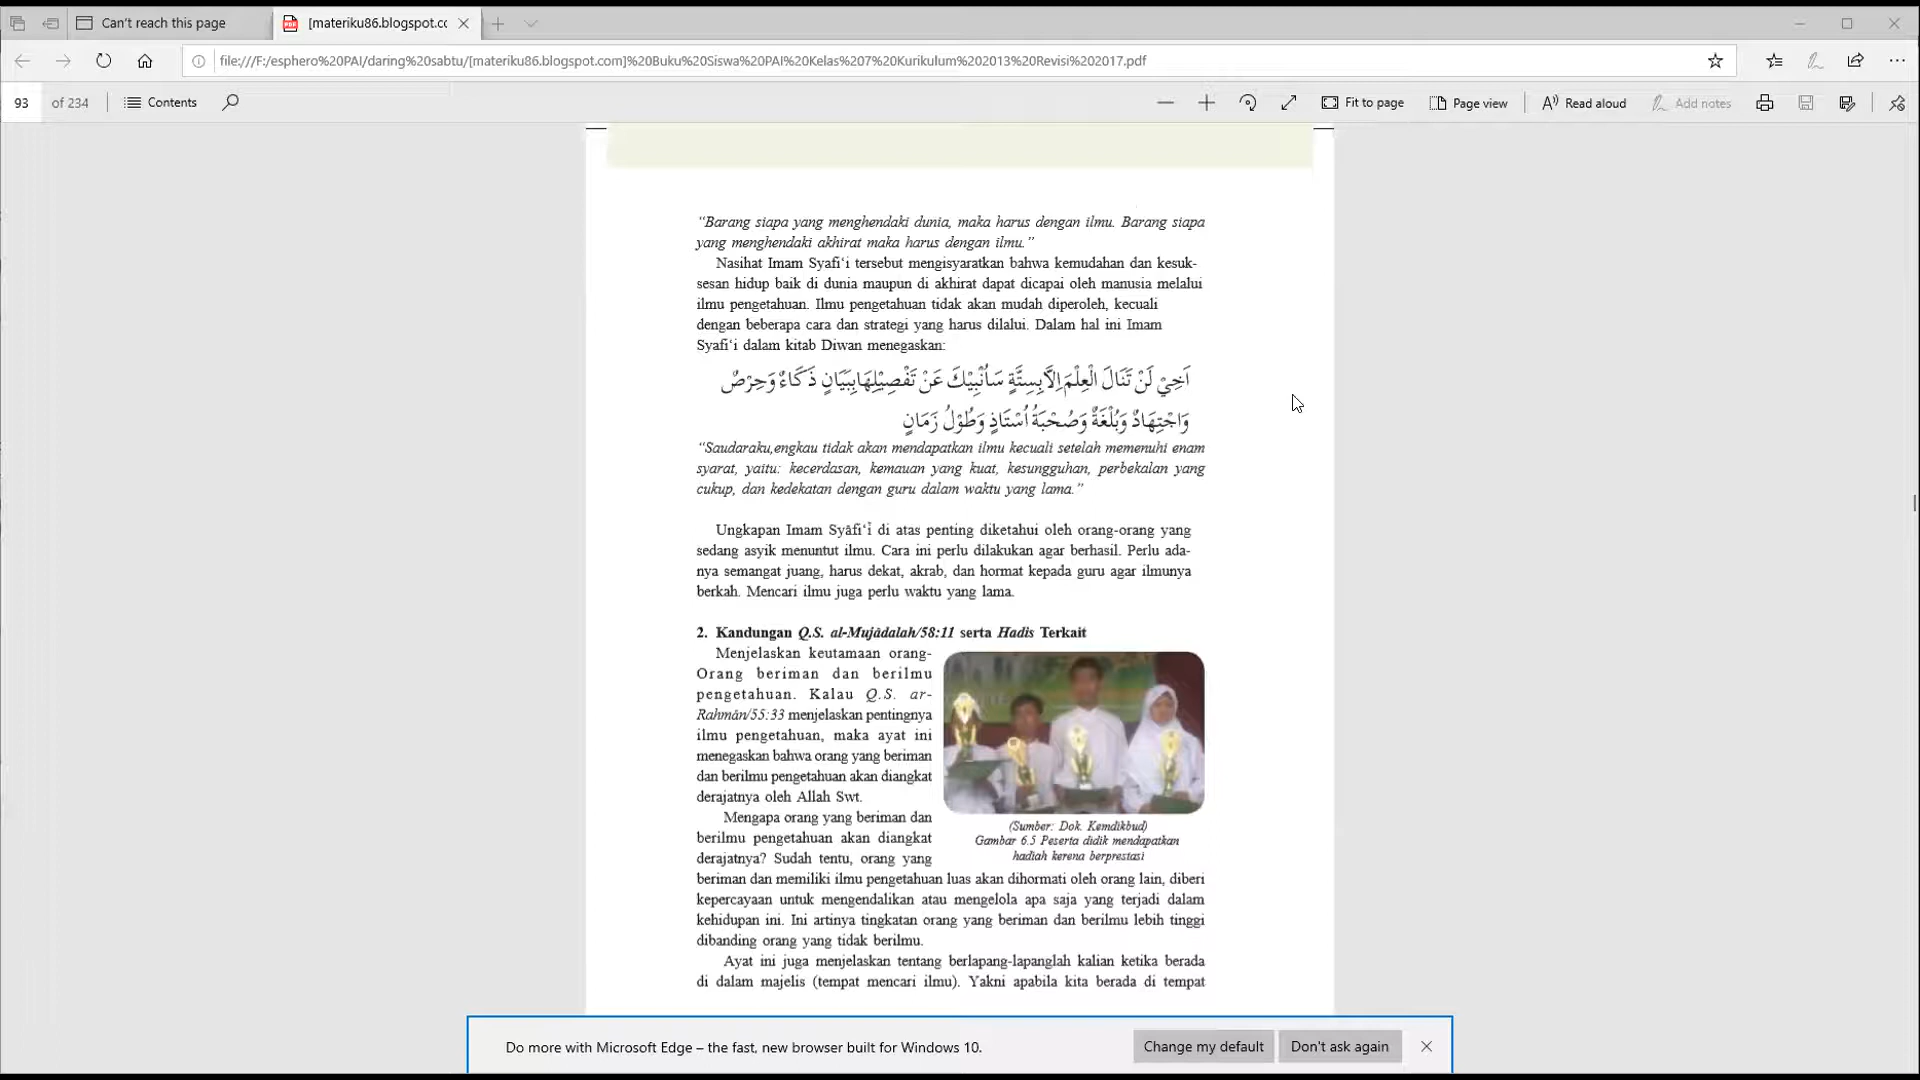 Can't reach this page
[materiku86.blogspot.cc
file:///F:/esphero%20PAI/daring%20sabtu/[materiku86.blogspot.com]%20Buku%20Siswa%20PAI%20Kelas%207%20Kurikulum%202013%20Revisi%202017.pdf
93 of 234 Contents Fit to page Page view Read aloud Add notes
“Barang siapa yang menghendaki dunia, maka harus dengan ilmu. Barang siapa
yang menghendaki akhirat maka harus dengan ilmu.”
Nasihat Imam Syafi‘i tersebut mengisyaratkan bahwa kemudahan dan kesuk-
sesan hidup baik di dunia maupun di akhirat dapat dicapai oleh manusia melalui
ilmu pengetahuan. Ilmu pengetahuan tidak akan mudah diperoleh, kecuali
dengan beberapa cara dan strategi yang harus dilalui. Dalam hal ini Imam
Syafi‘i dalam kitab Diwan menegaskan:
اَخِيْ لَنْ تَنَالَ الْعِلْمَ اِلَّابِسِتَّةٍ سَأُنْبِيْكَ عَنْ تَفْصِيْلِهَابِبَيَانٍ ذَكَاءٌ وَحِرْصٌ
وَاجْتِهَادٌ وَبُلْغَةٌ وَصُحْبَةُ اُسْتَاذٍ وَطُوْلُ زَمَانٍ
“Saudaraku,engkau tidak akan mendapatkan ilmu kecuali setelah memenuhi enam
syarat, yaitu: kecerdasan, kemauan yang kuat, kesungguhan, perbekalan yang
cukup, dan kedekatan dengan guru dalam waktu yang lama.”
Ungkapan Imam Syâfi‘ȋ di atas penting diketahui oleh orang-orang yang
sedang asyik menuntut ilmu. Cara ini perlu dilakukan agar berhasil. Perlu ada-
nya semangat juang, harus dekat, akrab, dan hormat kepada guru agar ilmunya
berkah. Mencari ilmu juga perlu waktu yang lama.
2. Kandungan Q.S. al-Mujâdalah/58:11 serta Hadis Terkait
Menjelaskan keutamaan orang-
Orang beriman dan berilmu
pengetahuan. Kalau Q.S. ar-
Rahmân/55:33 menjelaskan pentingnya
ilmu pengetahuan, maka ayat ini
menegaskan bahwa orang yang beriman
dan berilmu pengetahuan akan diangkat
derajatnya oleh Allah Swt.
Mengapa orang yang beriman dan
berilmu pengetahuan akan diangkat
derajatnya? Sudah tentu, orang yang
(Sumber: Dok. Kemdikbud)
Gambar 6.5 Peserta didik mendapatkan
hadiah kerena berprestasi
beriman dan memiliki ilmu pengetahuan luas akan dihormati oleh orang lain, diberi
kepercayaan untuk mengendalikan atau mengelola apa saja yang terjadi dalam
kehidupan ini. Ini artinya tingkatan orang yang beriman dan berilmu lebih tinggi
dibanding orang yang tidak berilmu.
Ayat ini juga menjelaskan tentang berlapang-lapanglah kalian ketika berada
di dalam majelis (tempat mencari ilmu). Yakni apabila kita berada di tempat
Do more with Microsoft Edge – the fast, new browser built for Windows 10.
Change my default
Don't ask again